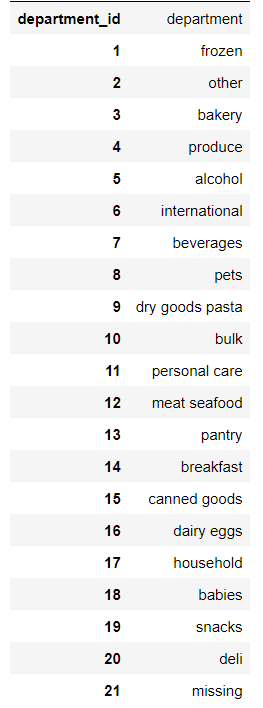 department_id department
1 frozen
2 other
3 bakery
4 produce
5 alcohol
6 international
7 beverages
8 pets
9 dry goods pasta
10 bulk
11 personal care
12 meat seafood
13 pantry
14 breakfast
15 canned goods
16 dairy eggs
17 household
18 babies
19 snacks
20 deli
21 missing